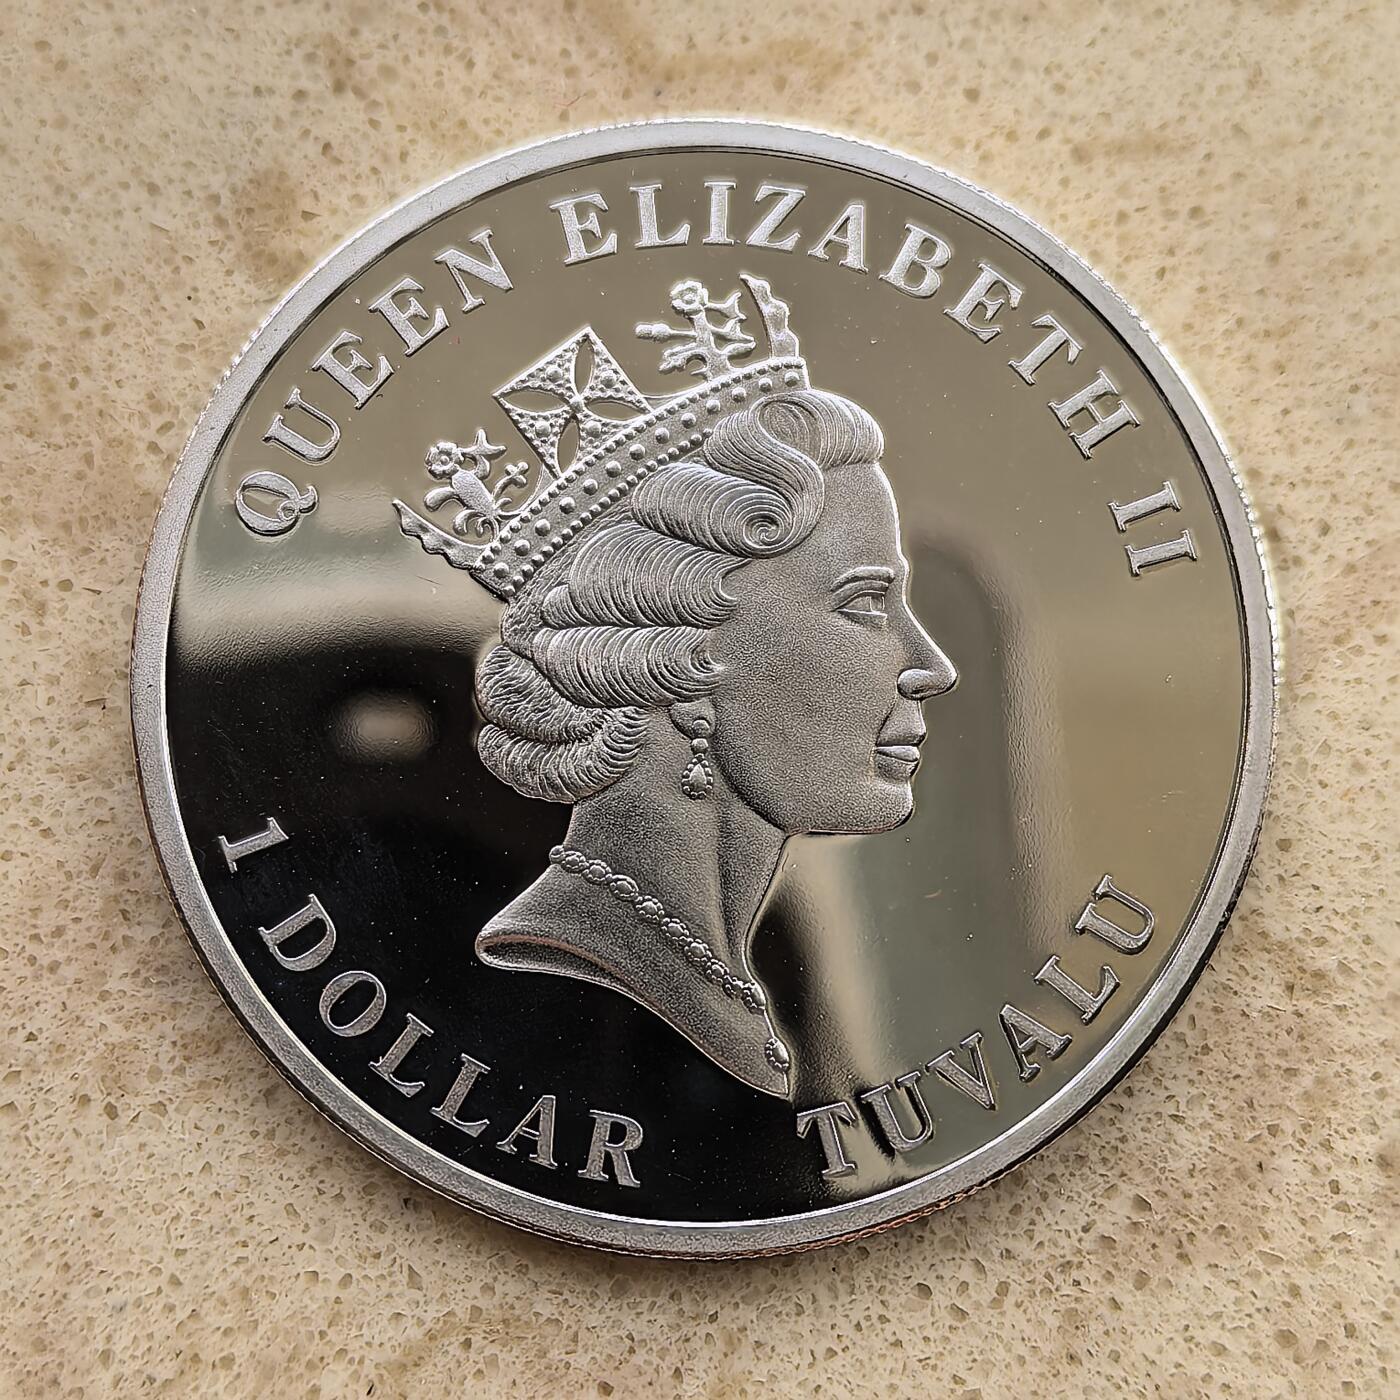 QUEEN ELIZABETH II
1 DOLLAR
TUVALU